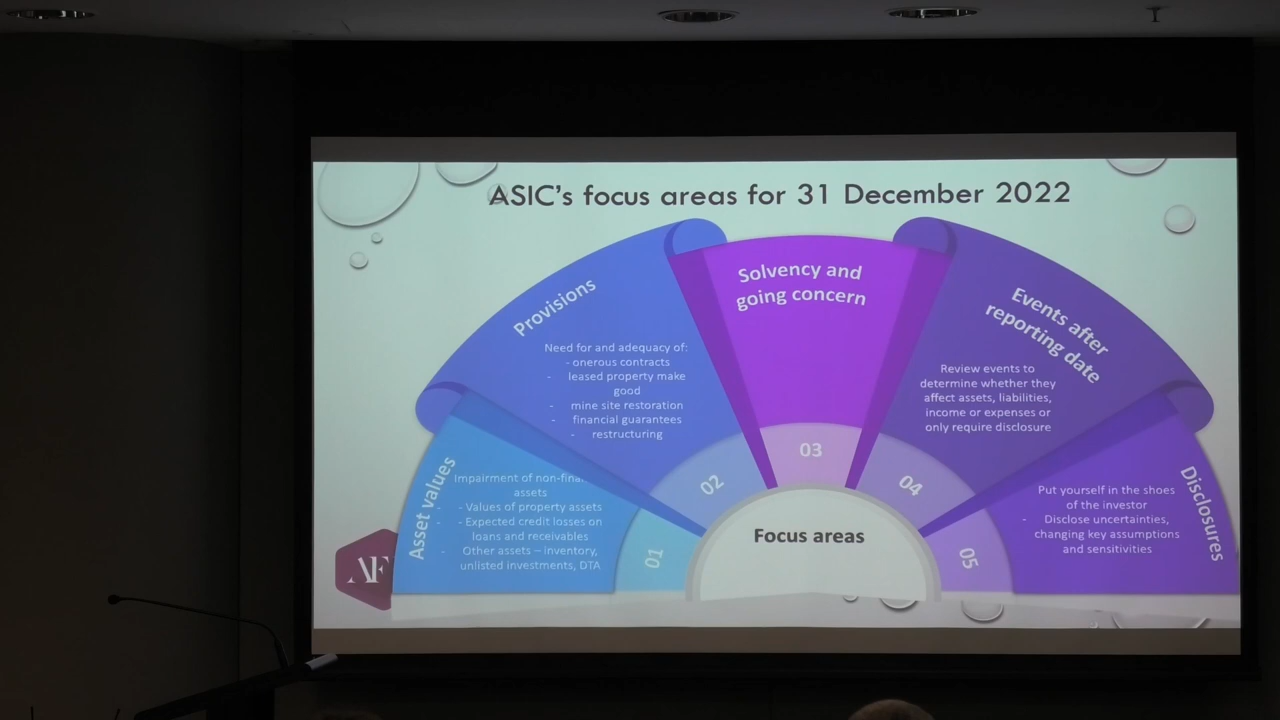 ASIC's focus areas for 31 December 2022
Asset values
Impairment of non-fina
assets
- Values of property assets
- - Expected credit losses on
loans and receivables
- Other assets – inventory,
unlisted investments, DTA
01
Provisions
Need for and adequacy of:
- onerous contracts
- leased property make
good
- mine site restoration
- financial guarantees
- restructuring
02
Solvency and
going concern
03
Events after
reporting date
Review events to
determine whether they
affect assets, liabilities,
income or expenses or
only require disclosure
04
Disclosures
Put yourself in the shoes
of the investor
- Disclose uncertainties,
changing key assumptions
and sensitivities
05
Focus areas
AF